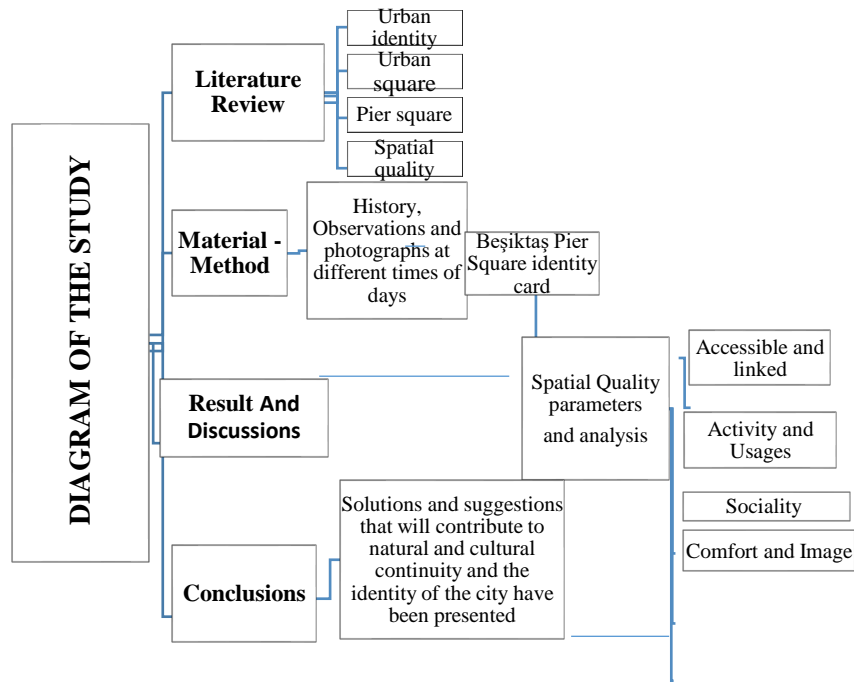 DIAGRAM OF THE STUDY
Literature
Review
Urban
identity
Urban
square
Pier square
Spatial
quality
Material -
Method
History,
Observations and
photographs at
different times of
days
Beşiktaş Pier
Square identity
card
Result And
Discussions
Spatial Quality
parameters
and analysis
Accessible and
linked
Activity and
Usages
Sociality
Comfort and Image
Conclusions
Solutions and suggestions
that will contribute to
natural and cultural
continuity and the
identity of the city have
been presented